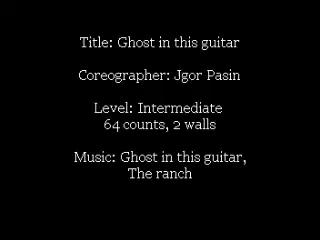 Title: Ghost in this guitar
Coreographer: Jgor Pasin
Level: Intermediate
64 counts, 2 walls
Music: Ghost in this guitar,
The ranch